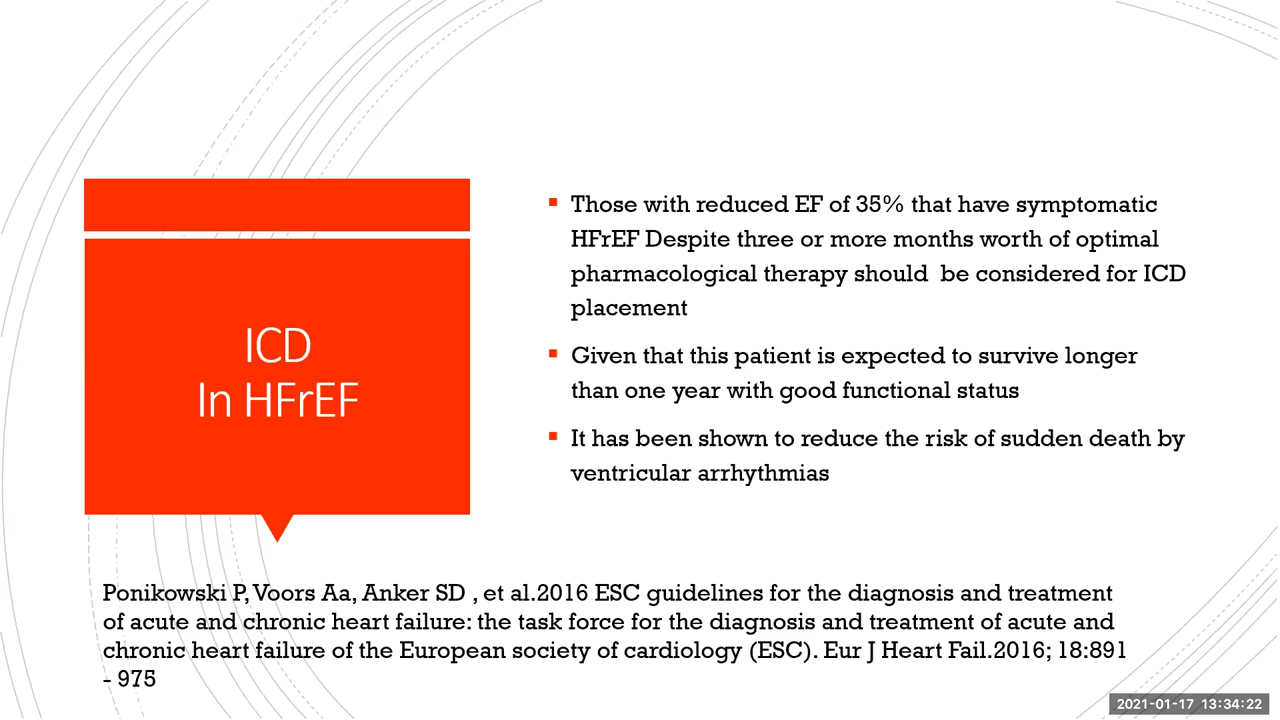 ICD
In HFrEF
Those with reduced EF of 35% that have symptomatic
HFrEF Despite three or more months worth of optimal
pharmacological therapy should  be considered for ICD
placement
Given that this patient is expected to survive longer
than one year with good functional status
It has been shown to reduce the risk of sudden death by
ventricular arrhythmias
Ponikowski P, Voors Aa, Anker SD , et al.2016 ESC guidelines for the diagnosis and treatment
of acute and chronic heart failure: the task force for the diagnosis and treatment of acute and
chronic heart failure of the European society of cardiology (ESC). Eur J Heart Fail.2016; 18:891
- 975
2021-01-17 13:34:22